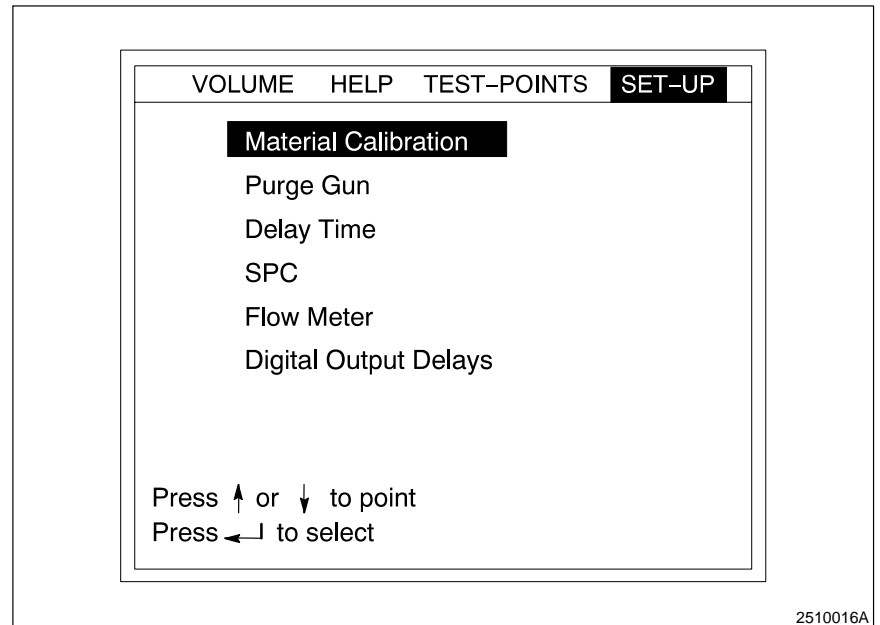 VOLUME HELP TEST–POINTS SET–UP
Material Calibration
Purge Gun
Delay Time
SPC
Flow Meter
Digital Output Delays
Press ↑ or ↓ to point
Press ↵ to select
2510016A